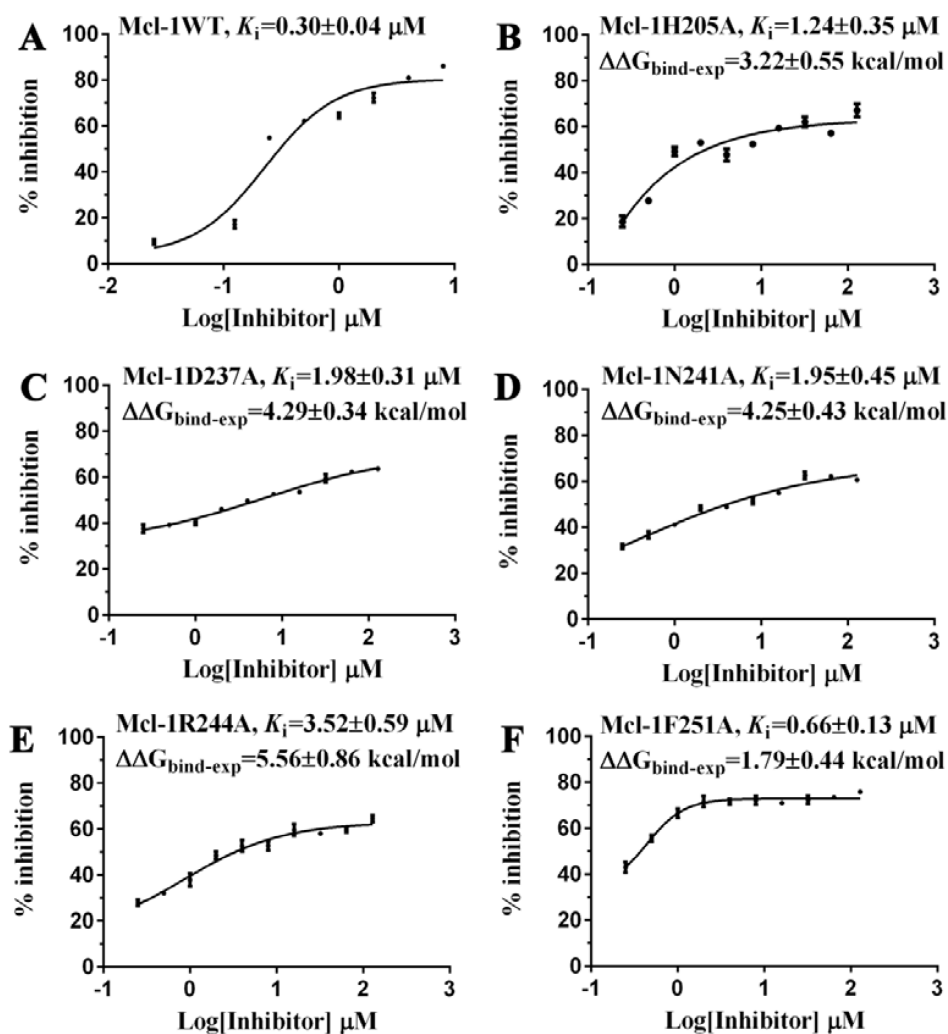 A
Mcl-1WT, Ki=0.30±0.04 μM
% inhibition
100
80
60
40
20
0
-2
-1
0
1
Log[Inhibitor] μM
B
Mcl-1H205A, Ki=1.24±0.35 μM
ΔΔGbind-exp=3.22±0.55 kcal/mol
% inhibition
100
80
60
40
20
0
-1
0
1
2
3
Log[Inhibitor] μM
C
Mcl-1D237A, Ki=1.98±0.31 μM
ΔΔGbind-exp=4.29±0.34 kcal/mol
% inhibition
100
80
60
40
20
0
-1
0
1
2
3
Log[Inhibitor] μM
D
Mcl-1N241A, Ki=1.95±0.45 μM
ΔΔGbind-exp=4.25±0.43 kcal/mol
% inhibition
100
80
60
40
20
0
-1
0
1
2
3
Log[Inhibitor] μM
E
Mcl-1R244A, Ki=3.52±0.59 μM
ΔΔGbind-exp=5.56±0.86 kcal/mol
% inhibition
100
80
60
40
20
0
-1
0
1
2
3
Log[Inhibitor] μM
F
Mcl-1F251A, Ki=0.66±0.13 μM
ΔΔGbind-exp=1.79±0.44 kcal/mol
% inhibition
100
80
60
40
20
0
-1
0
1
2
3
Log[Inhibitor] μM